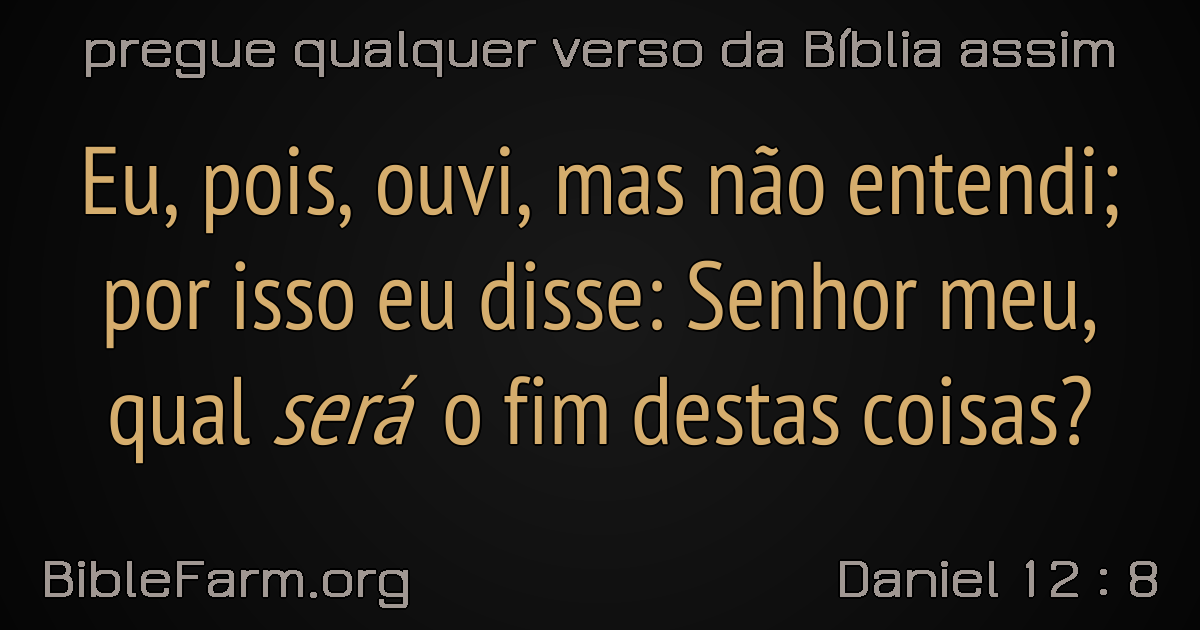 pregue qualquer verso da Bíblia assim
Eu, pois, ouvi, mas não entendi;
por isso eu disse: Senhor meu,
qual será o fim destas coisas?
BibleFarm.org
Daniel 12 : 8